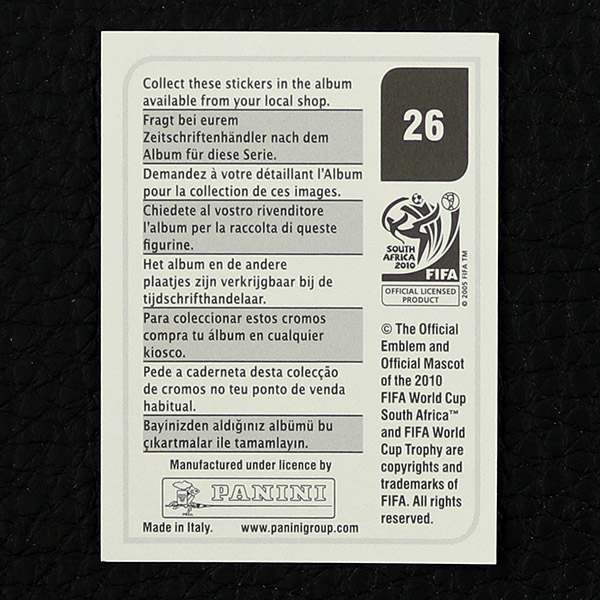 Collect these stickers in the album
available from your local shop.
Fragt bei eurem
Zeitschriftenhändler nach dem
Album für diese Serie.
Demandez à votre détaillant l'Album
pour la collection de ces images.
Chiedete al vostro rivenditore
l'album per la raccolta di queste
figurine.
Het album en de andere
plaatjes zijn verkrijgbaar bij de
tijdschrifthandelaar.
Para coleccionar estos cromos
compra tu álbum en cualquier
kiosco.
Pede a caderneta desta colecção
de cromos no teu ponto de venda
habitual.
Bayinizden aldığınız albümü bu
çıkartmalar ile tamamlayın.
Manufactured under licence by
PANINI
Made in Italy. www.paninigroup.com
26
SOUTH
AFRICA
2010
FIFA
OFFICIAL LICENSED
PRODUCT
© 2005 FIFA TM
© The Official
Emblem and
Official Mascot
of the 2010
FIFA World Cup
South Africa™
and FIFA World
Cup Trophy are
copyrights and
trademarks of
FIFA. All rights
reserved.